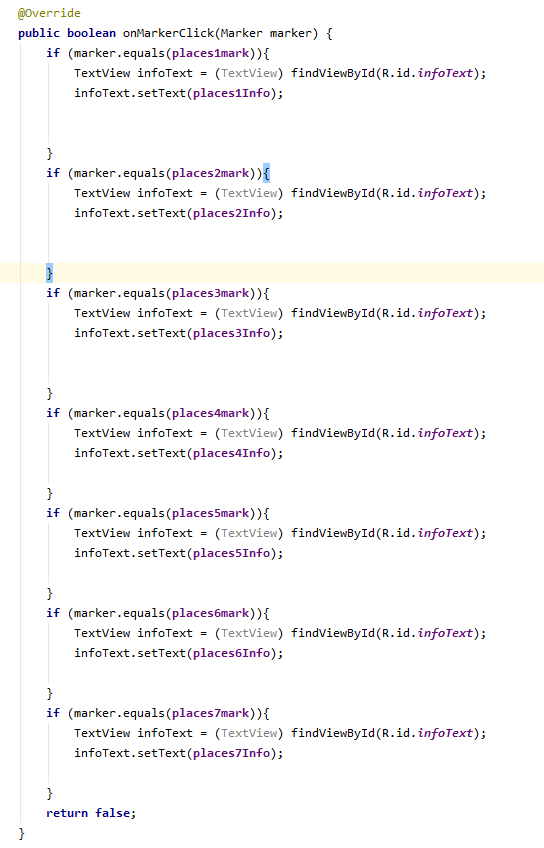 @Override
public boolean onMarkerClick(Marker marker) {
    if (marker.equals(places1mark)){
        TextView infoText = (TextView) findViewById(R.id.infoText);
        infoText.setText(places1Info);
    }
    if (marker.equals(places2mark)){
        TextView infoText = (TextView) findViewById(R.id.infoText);
        infoText.setText(places2Info);
    }
    if (marker.equals(places3mark)){
        TextView infoText = (TextView) findViewById(R.id.infoText);
        infoText.setText(places3Info);
    }
    if (marker.equals(places4mark)){
        TextView infoText = (TextView) findViewById(R.id.infoText);
        infoText.setText(places4Info);
    }
    if (marker.equals(places5mark)){
        TextView infoText = (TextView) findViewById(R.id.infoText);
        infoText.setText(places5Info);
    }
    if (marker.equals(places6mark)){
        TextView infoText = (TextView) findViewById(R.id.infoText);
        infoText.setText(places6Info);
    }
    if (marker.equals(places7mark)){
        TextView infoText = (TextView) findViewById(R.id.infoText);
        infoText.setText(places7Info);
    }
    return false;
}